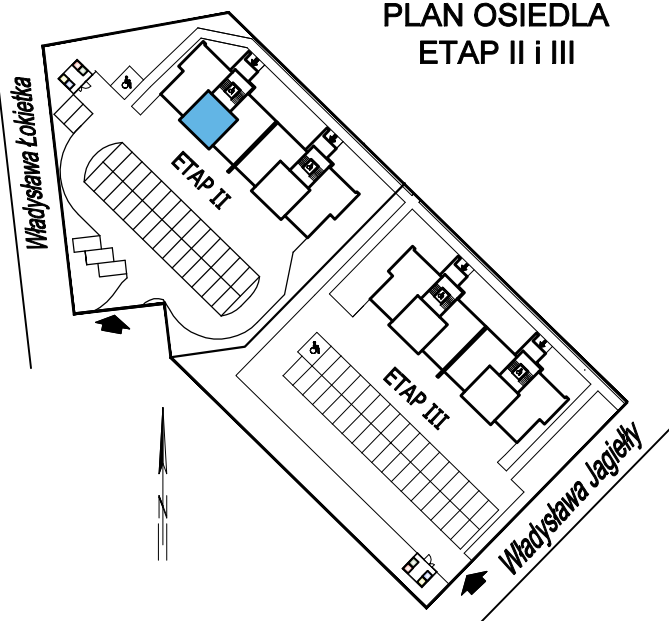 PLAN OSIEDLA
ETAP II i III
Władysława Łokietka
ETAP II
ETAP III
Władysława Jagiełły
N